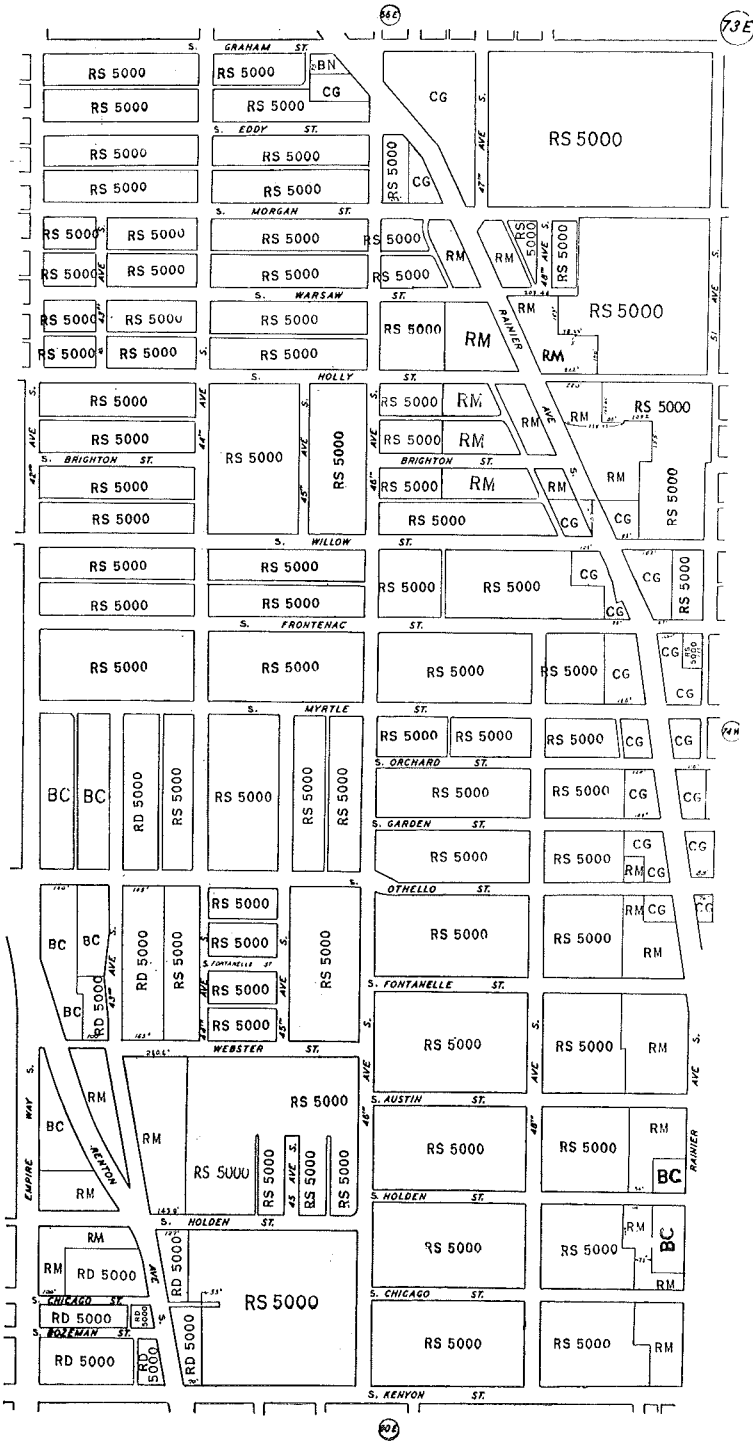 56E
73E
S. GRAHAM ST.
RS 5000 RS 5000 BN
CG CG RS 5000
RS 5000 RS 5000
S. EDDY ST.
AVE S.
47TH
RS 5000 RS 5000 RS 5000 CG
RS 5000 RS 5000
S. MORGAN ST.
RS 5000 RS 5000 RS 5000 RS 5000 RM RM RS 5000 48TH AVE S. RS 5000
RS 5000 RS 5000 RS 5000 RS 5000
S. WARSAW ST.
43RD AVE S.
51 AVE S.
RS 5000 RS 5000 RS 5000 RS 5000 RM RAINIER RM RS 5000
RS 5000 RS 5000 RS 5000 RM
S. HOLLY ST.
RS 5000 RS 5000 RS 5000 RS 5000 RM RM AVE RM RS 5000
RS 5000 RS 5000 RM
S. BRIGHTON ST. BRIGHTON ST. S.
42ND AVE S. 44TH AVE S. 45TH AVE S. 46TH AVE S.
RS 5000 RS 5000 RM RM RM RS 5000
RS 5000 RS 5000 CG CG
S. WILLOW ST.
RS 5000 RS 5000 RS 5000 RS 5000 CG CG RS 5000
RS 5000 RS 5000 CG
S. FRONTENAC ST.
RS 5000 RS 5000 RS 5000 RS 5000 CG CG RS 5000
CG
S. MYRTLE ST.
74W
BC BC RD 5000 RS 5000 RS 5000 RS 5000 RS 5000
RS 5000 RS 5000 RS 5000 CG CG
S. ORCHARD ST.
RS 5000 RS 5000 CG CG
S. GARDEN ST.
RS 5000 RS 5000 CG RM CG CG
S. OTHELLO ST.
BC BC RD 5000 RD 5000 RS 5000 RS 5000 RS 5000 RS 5000 RS 5000 RM CG CG
RS 5000 RM
S. FONTANELLE ST
BC RS 5000
RS 5000
43RD AVE S. 44TH AVE S. 45TH AVE S.
S. FONTANELLE ST.
WEBSTER ST.
RS 5000 RS 5000 RM
46TH AVE S. 48TH AVE S. RAINIER AVE S.
S. AUSTIN ST.
EMPIRE WAY S.
BC RM RENTON RM RS 5000
RM RS 5000 RS 5000 45 AVE S. RS 5000 RS 5000
RS 5000 RS 5000 RM BC
S. HOLDEN ST. S. HOLDEN ST.
RM RM RD 5000 AVE RD 5000 RS 5000
RS 5000 RS 5000 RM BC RM
S. CHICAGO ST. S. CHICAGO ST.
RD 5000 RD 5000 S.
S. BOZEMAN ST.
RD 5000 RD 5000 RD 5000
RS 5000 RS 5000 RM
S. KENYON ST.
80E